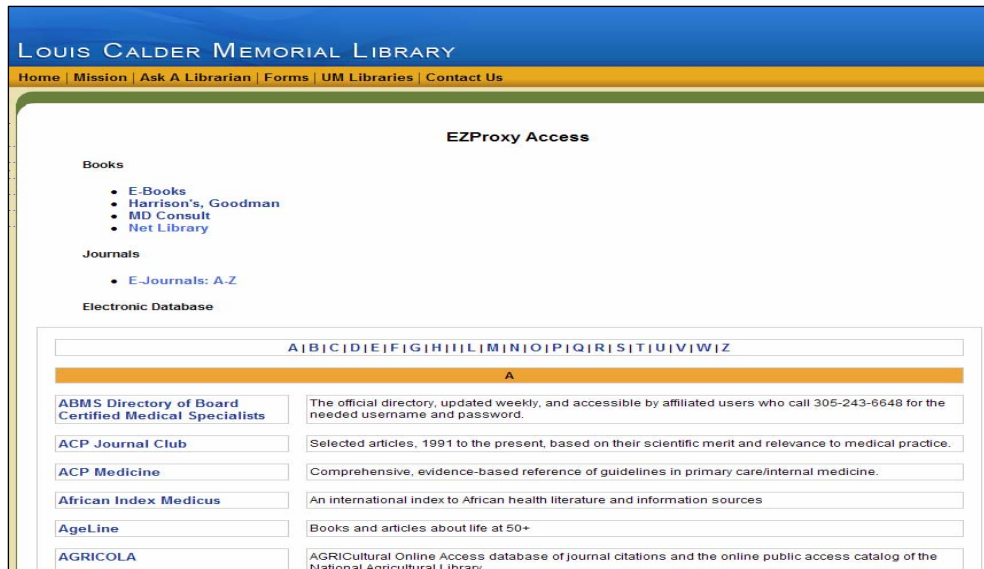 LOUIS CALDER MEMORIAL LIBRARY
Home | Mission | Ask A Librarian | Forms | UM Libraries | Contact Us
EZProxy Access
Books
• E-Books
• Harrison's, Goodman
• MD Consult
• Net Library
Journals
• E-Journals: A-Z
Electronic Database
A|B|C|D|E|F|G|H|I|L|M|N|O|P|Q|R|S|T|U|V|W|Z
A
ABMS Directory of Board
Certified Medical Specialists
The official directory, updated weekly, and accessible by affiliated users who call 305-243-6648 for the
needed username and password.
ACP Journal Club
Selected articles, 1991 to the present, based on their scientific merit and relevance to medical practice.
ACP Medicine
Comprehensive, evidence-based reference of guidelines in primary care/internal medicine.
African Index Medicus
An international index to African health literature and information sources
AgeLine
Books and articles about life at 50+
AGRICOLA
AGRICultural Online Access database of journal citations and the online public access catalog of the
National Agricultural Library